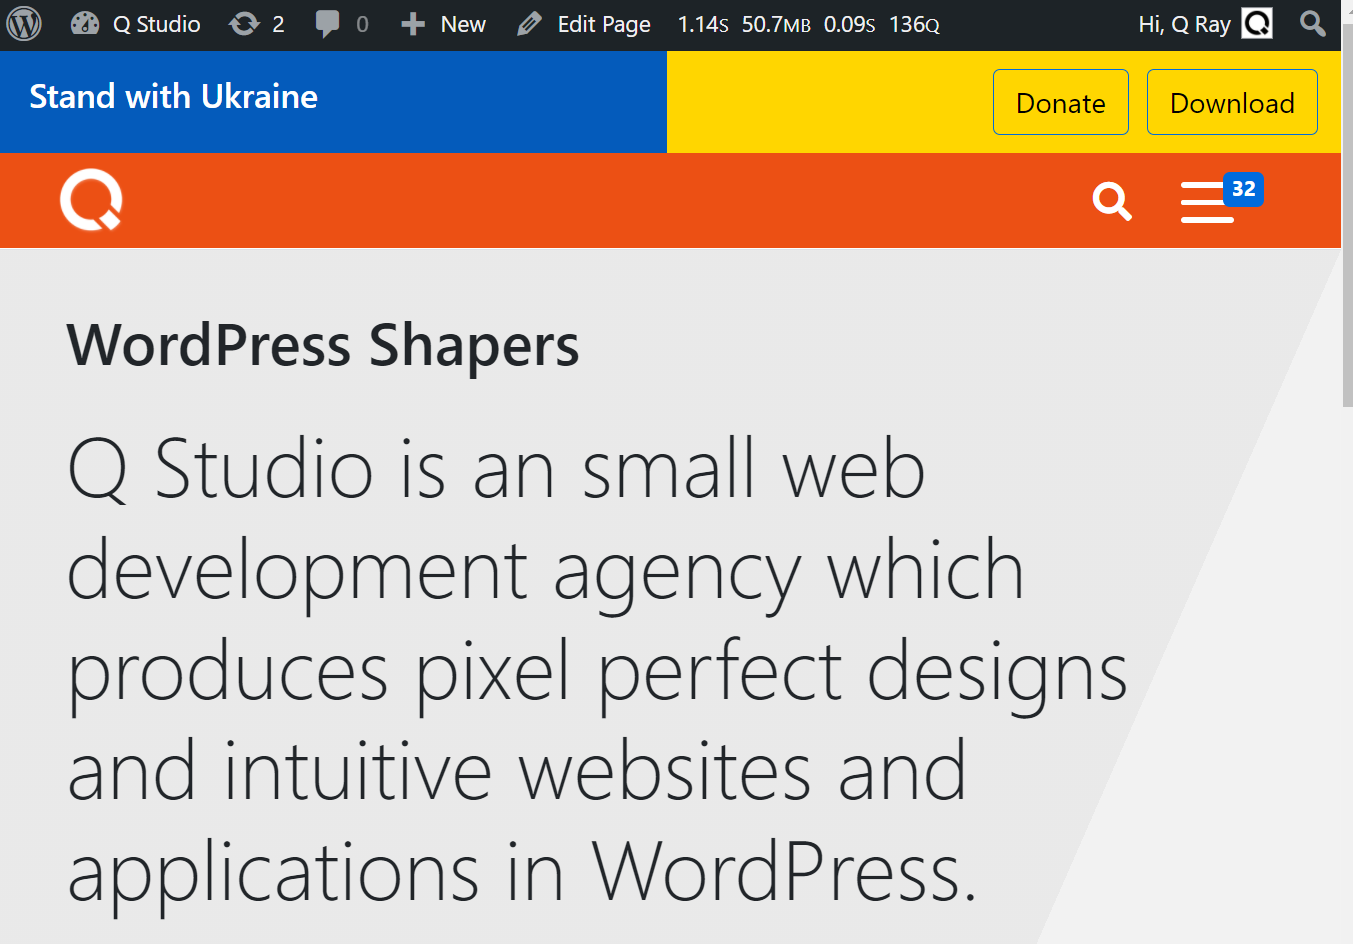 Q Studio 2 0 New Edit Page 1.14S 50.7MB 0.09S 136Q Hi, Q Ray
Stand with Ukraine Donate Download
32
WordPress Shapers
Q Studio is an small web
development agency which
produces pixel perfect designs
and intuitive websites and
applications in WordPress.